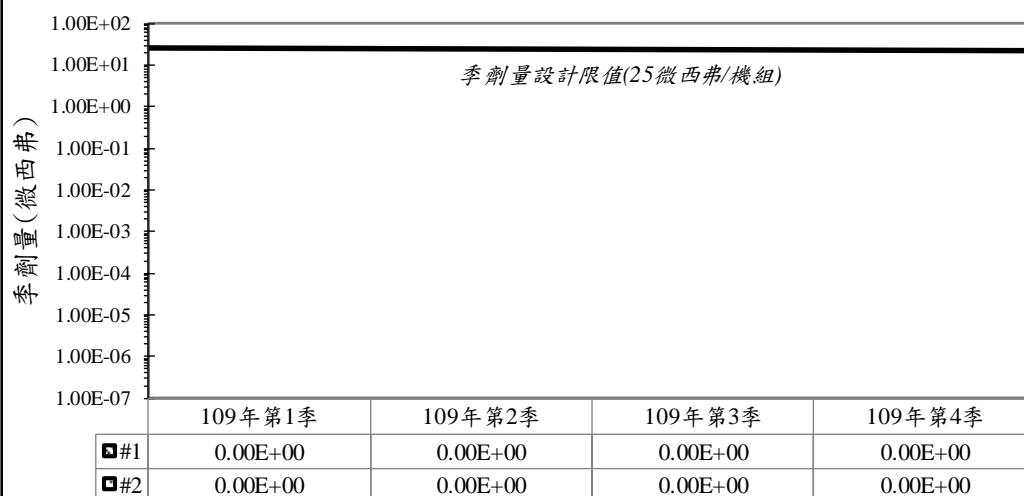 季劑量(微西弗)
1.00E+02
1.00E+01
1.00E+00
1.00E-01
1.00E-02
1.00E-03
1.00E-04
1.00E-05
1.00E-06
1.00E-07
季劑量設計限值(25微西弗/機組)
109年第1季 109年第2季 109年第3季 109年第4季
#1 0.00E+00 0.00E+00 0.00E+00 0.00E+00
#2 0.00E+00 0.00E+00 0.00E+00 0.00E+00